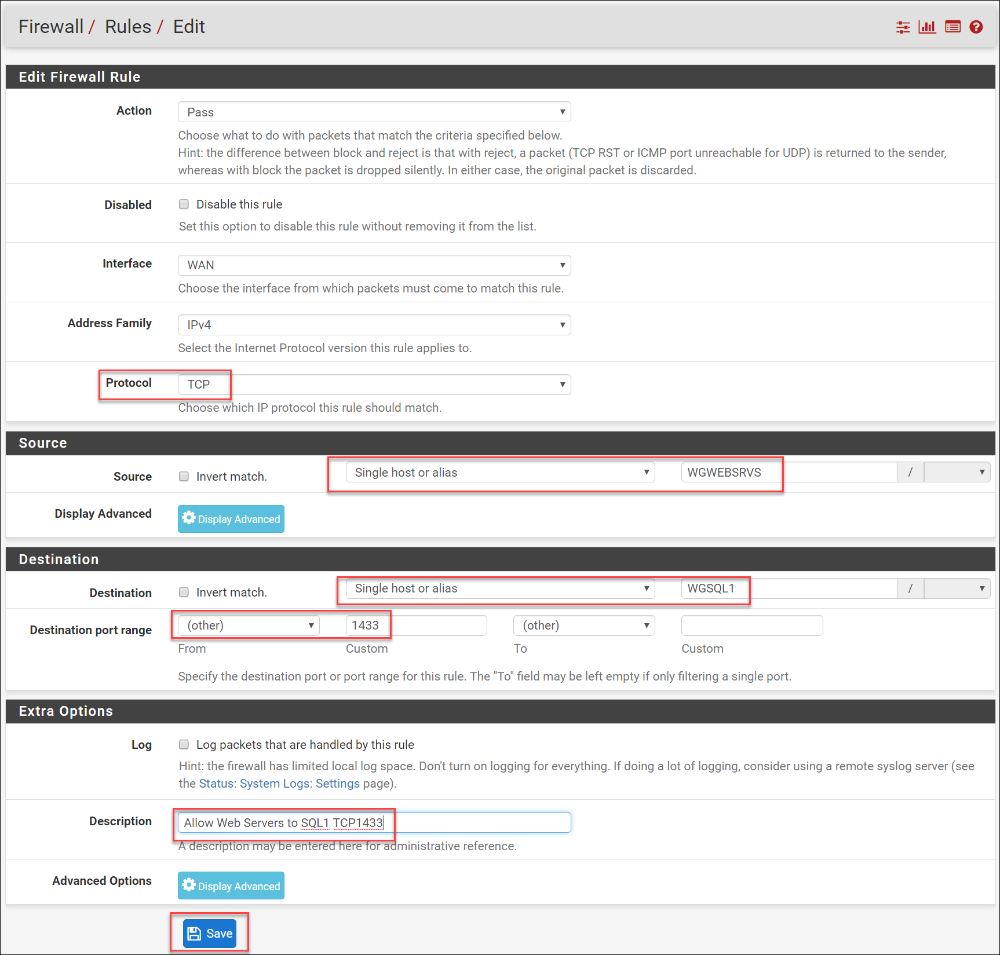 Firewall / Rules / Edit
Edit Firewall Rule
Action
Pass
Choose what to do with packets that match the criteria specified below.
Hint: the difference between block and reject is that with reject, a packet (TCP RST or ICMP port unreachable for UDP) is returned to the sender,
whereas with block the packet is dropped silently. In either case, the original packet is discarded.
Disabled
Disable this rule
Set this option to disable this rule without removing it from the list.
Interface
WAN
Choose the interface from which packets must come to match this rule.
Address Family
IPv4
Select the Internet Protocol version this rule applies to.
Protocol
TCP
Choose which IP protocol this rule should match.
Source
Source
Invert match.
Single host or alias
WGWEBSRVS
/
Display Advanced
Display Advanced
Destination
Destination
Invert match.
Single host or alias
WGSQL1
/
Destination port range
(other)
1433
(other)
From
Custom
To
Custom
Specify the destination port or port range for this rule. The "To" field may be left empty if only filtering a single port.
Extra Options
Log
Log packets that are handled by this rule
Hint: the firewall has limited local log space. Don't turn on logging for everything. If doing a lot of logging, consider using a remote syslog server (see
the Status: System Logs: Settings page).
Description
Allow Web Servers to SQL1 TCP1433
A description may be entered here for administrative reference.
Advanced Options
Display Advanced
Save